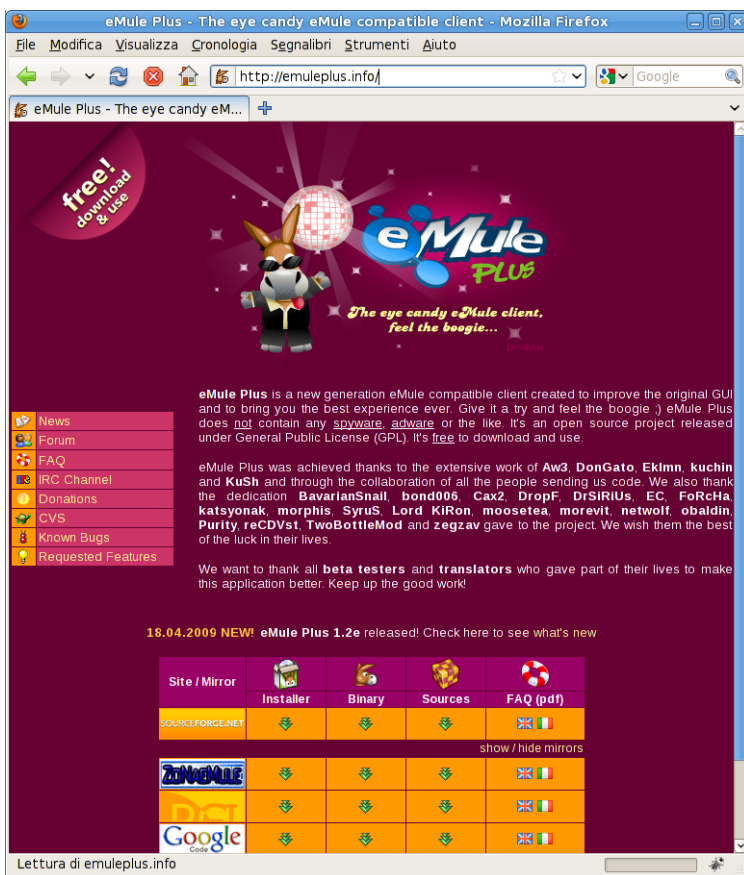 eMule Plus - The eye candy eMule compatible client - Mozilla Firefox
File Modifica Visualizza Cronologia Segnalibri Strumenti Aiuto
http://emuleplus.info/
Google
eMule Plus - The eye candy eM...
free!
download
& use
eMule
PLUS
The eye candy eMule client,
feel the boogie...
DrSiRiUs
eMule Plus is a new generation eMule compatible client created to improve the original GUI
and to bring you the best experience ever. Give it a try and feel the boogie ;) eMule Plus
does not contain any spyware, adware or the like. It's an open source project released
under General Public License (GPL). It's free to download and use.
News
Forum
FAQ
IRC Channel
Donations
CVS
Known Bugs
Requested Features
eMule Plus was achieved thanks to the extensive work of Aw3, DonGato, Eklmn, kuchin
and KuSh and through the collaboration of all the people sending us code. We also thank
the dedication BavarianSnail, bond006, Cax2, DropF, DrSiRiUs, EC, FoRcHa,
katsyonak, morphis, SyruS, Lord KiRon, moosetea, morevit, netwolf, obaldin,
Purity, reCDVst, TwoBottleMod and zegzav gave to the project. We wish them the best
of the luck in their lives.
We want to thank all beta testers and translators who gave part of their lives to make
this application better. Keep up the good work!
18.04.2009 NEW! eMule Plus 1.2e released! Check here to see what's new
Site / Mirror
Installer Binary Sources FAQ (pdf)
SOURCEFORGE.NET
show / hide mirrors
ZONAEMULE
Google
Code
Lettura di emuleplus.info